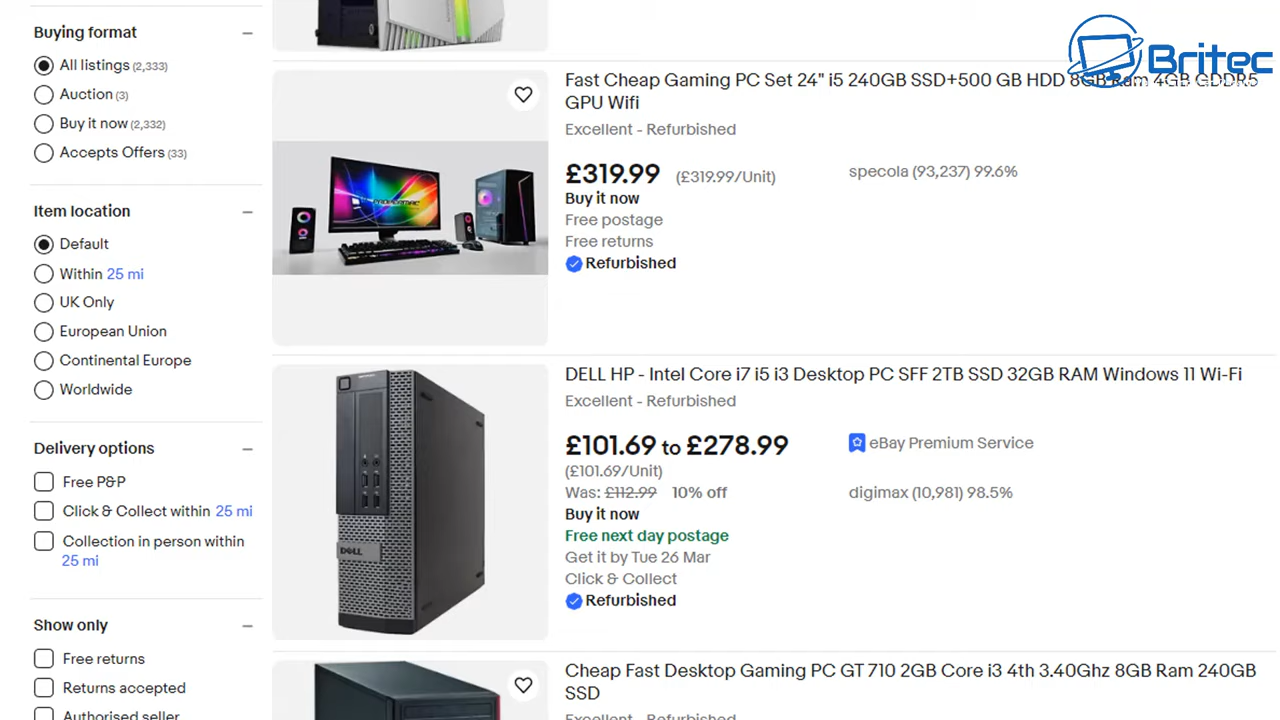 Buying format
All listings (2,333)
Auction (3)
Buy it now (2,332)
Accepts Offers (33)
Item location
Default
Within 25 mi
UK Only
European Union
Continental Europe
Worldwide
Delivery options
Free P&P
Click & Collect within 25 mi
Collection in person within
25 mi
Show only
Free returns
Returns accepted
Authorised seller
Britec
Fast Cheap Gaming PC Set 24" i5 240GB SSD+500 GB HDD 8GB Ram 4GB GDDR5
GPU Wifi
Excellent - Refurbished
£319.99 (£319.99/Unit)
specola (93,237) 99.6%
Buy it now
Free postage
Free returns
Refurbished
DELL
DELL HP - Intel Core i7 i5 i3 Desktop PC SFF 2TB SSD 32GB RAM Windows 11 Wi-Fi
Excellent - Refurbished
£101.69 to £278.99
eBay Premium Service
(£101.69/Unit)
Was: £112.99 10% off
digimax (10,981) 98.5%
Buy it now
Free next day postage
Get it by Tue 26 Mar
Click & Collect
Refurbished
Cheap Fast Desktop Gaming PC GT 710 2GB Core i3 4th 3.40Ghz 8GB Ram 240GB
SSD
Excellent - Refurbished